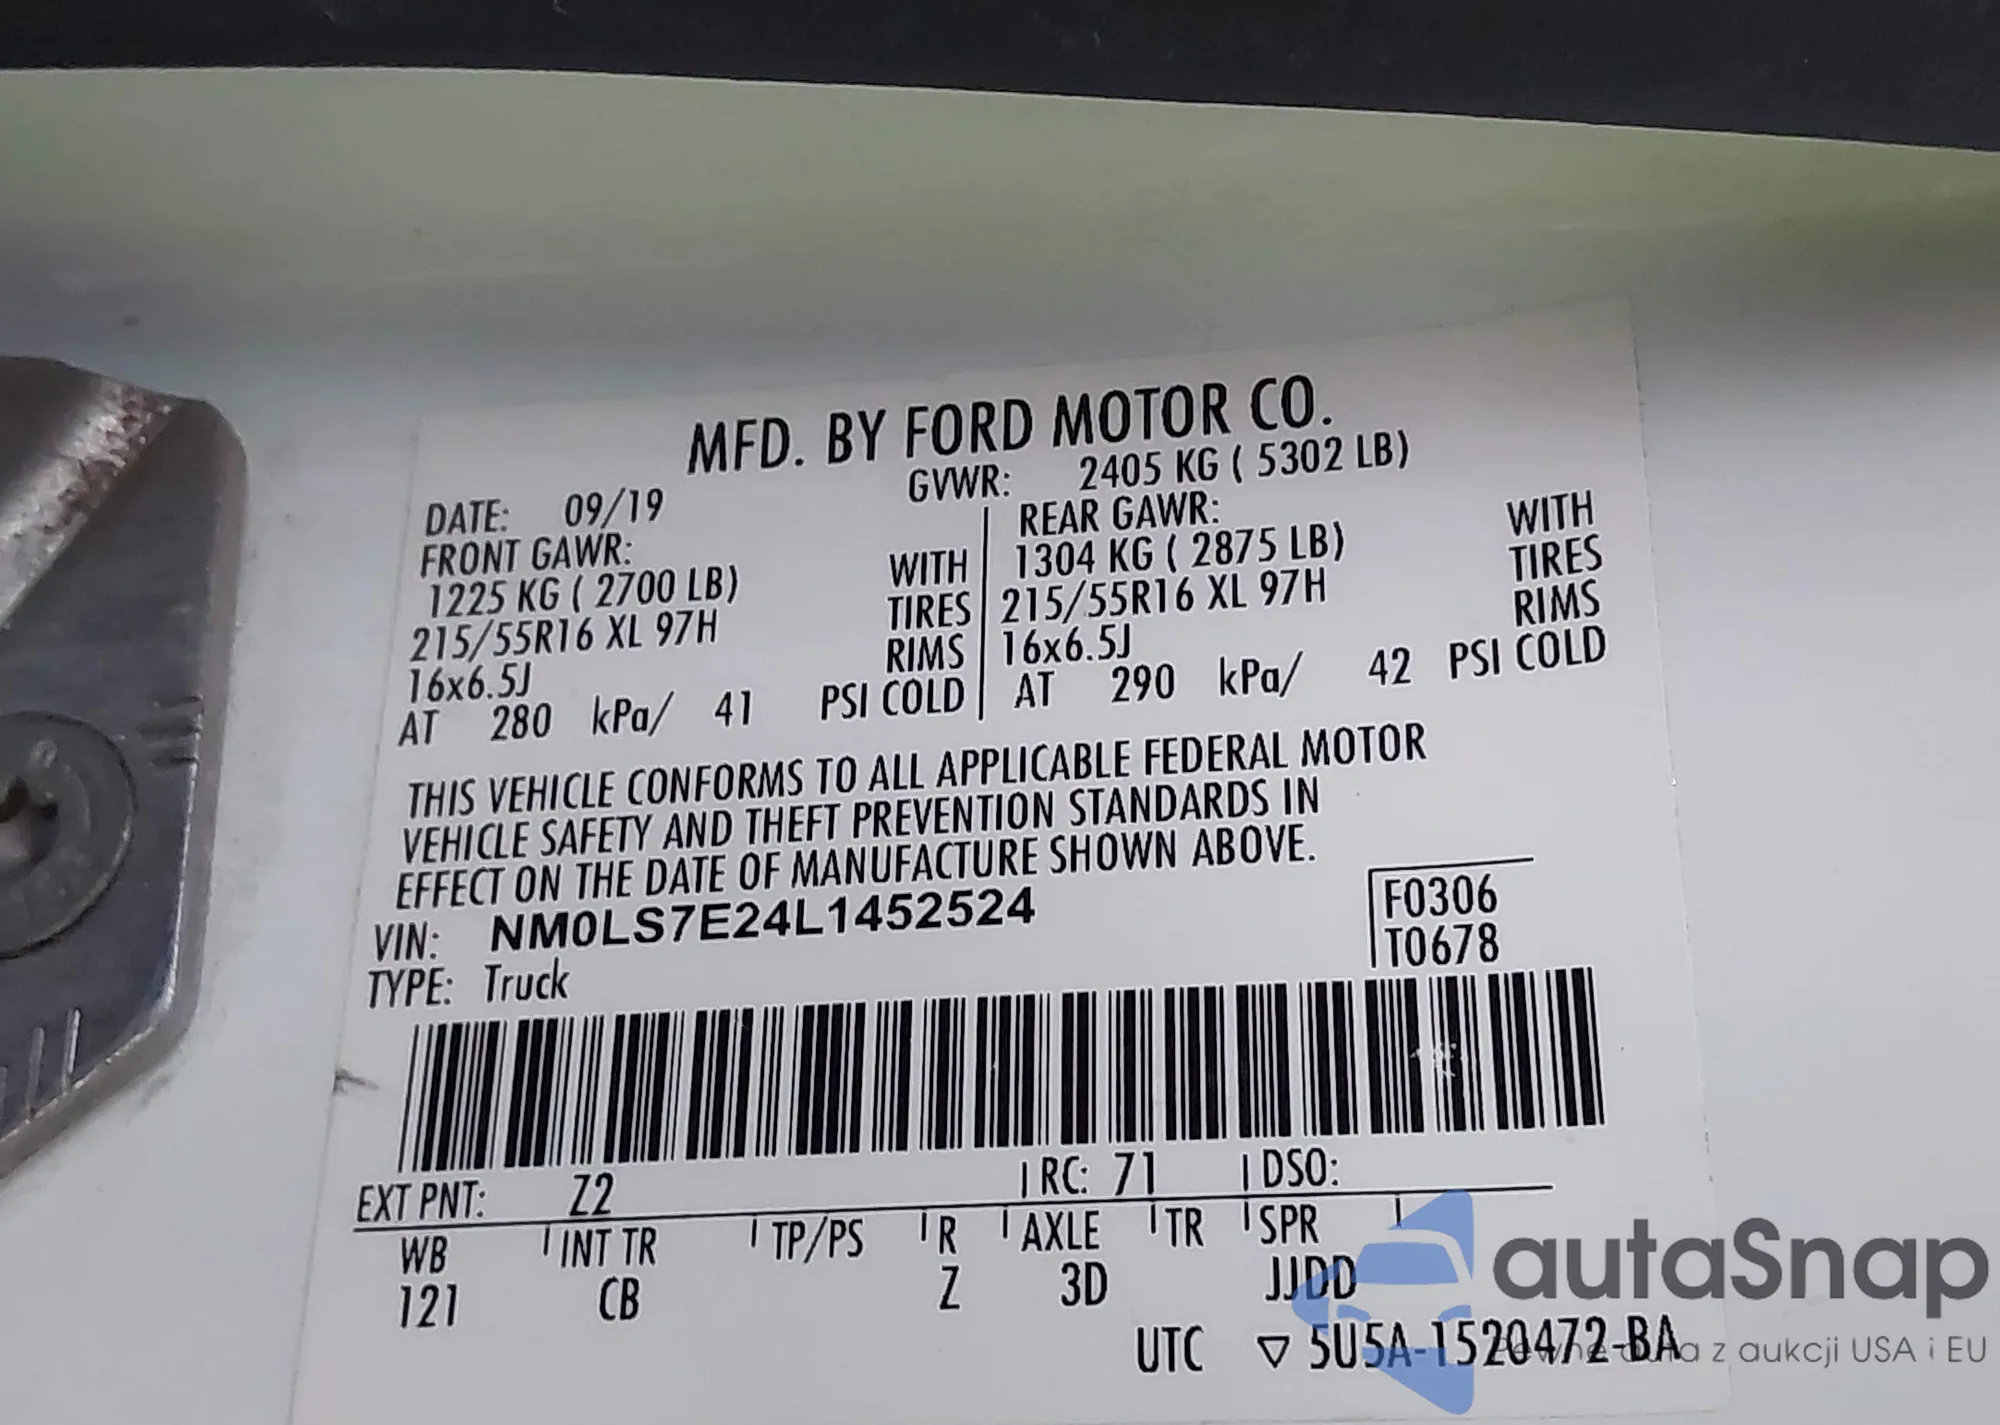 MFD. BY FORD MOTOR CO.
DATE: 09/19 GVWR: 2405 KG ( 5302 LB)
FRONT GAWR: REAR GAWR:
1225 KG ( 2700 LB) WITH 1304 KG ( 2875 LB) WITH
215/55R16 XL 97H TIRES 215/55R16 XL 97H TIRES
16x6.5J RIMS 16x6.5J RIMS
AT 280 kPa/ 41 PSI COLD AT 290 kPa/ 42 PSI COLD
THIS VEHICLE CONFORMS TO ALL APPLICABLE FEDERAL MOTOR
VEHICLE SAFETY AND THEFT PREVENTION STANDARDS IN
EFFECT ON THE DATE OF MANUFACTURE SHOWN ABOVE.
VIN: NM0LS7E24L1452524 F0306
TYPE: Truck T0678
EXT PNT: Z2 RC: 71 DSO:
WB INT TR TP/PS R AXLE TR SPR
121 CB Z 3D JJDD
UTC ▽ 5U5A-1520472-BA
autaSnap
Pewne auta z aukcji USA i EU